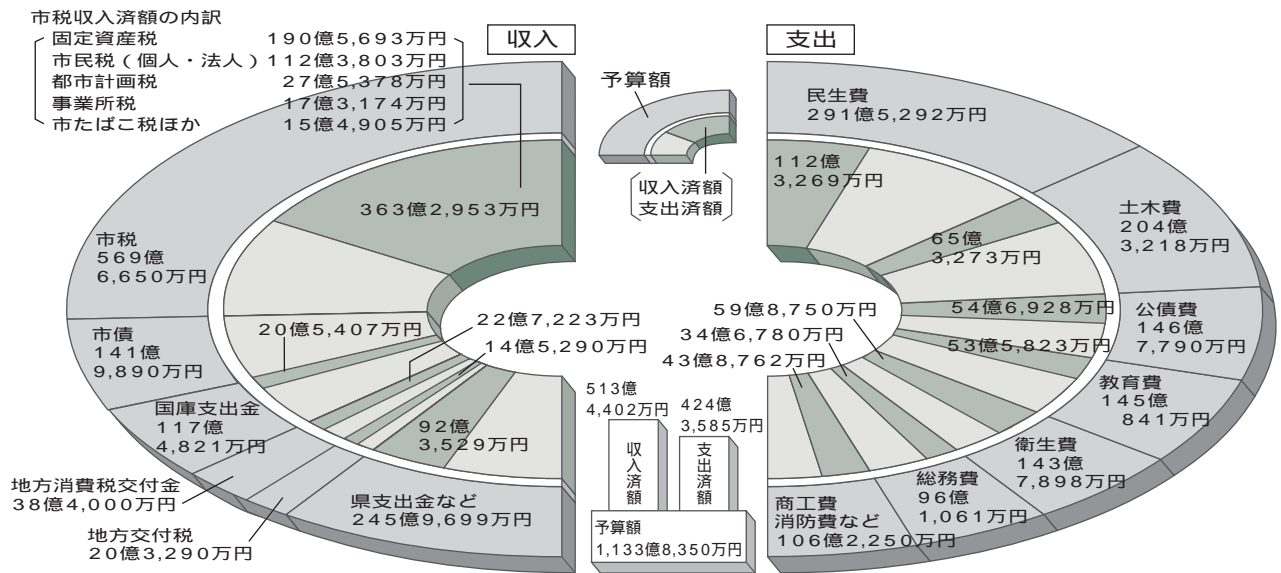 市税収入済額の内訳
固定資産税 190億5,693万円
市民税（個人・法人）112億3,803万円
都市計画税 27億5,378万円
事業所税 17億3,174万円
市たばこ税ほか 15億4,905万円
収入
支出
予算額
収入済額
支出済額
363億2,953万円
市税
569億
6,650万円
市債
141億
9,890万円
国庫支出金
117億
4,821万円
地方消費税交付金
38億4,000万円
地方交付税
20億3,290万円
県支出金など
245億9,699万円
20億5,407万円
22億7,223万円
14億5,290万円
92億
3,529万円
513億
4,402万円
収入済額
424億
3,585万円
支出済額
予算額
1,133億8,350万円
民生費
291億5,292万円
112億
3,269万円
土木費
204億
3,218万円
65億
3,273万円
公債費
146億
7,790万円
54億6,928万円
教育費
145億
841万円
53億5,823万円
衛生費
143億
7,898万円
59億8,750万円
総務費
96億
1,061万円
34億6,780万円
商工費
消防費など
106億2,250万円
43億8,762万円